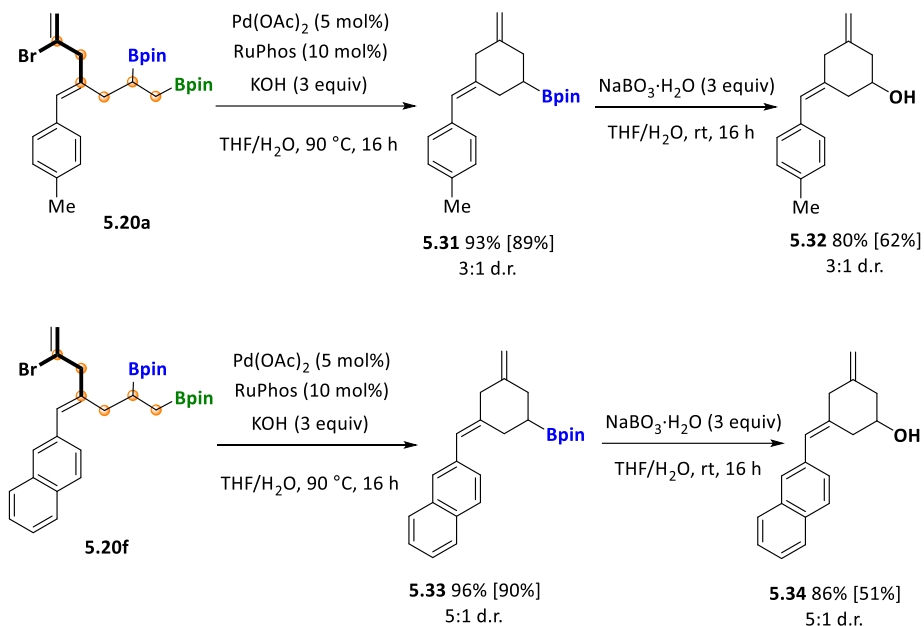 Pd(OAc)₂ (5 mol%)
RuPhos (10 mol%)
KOH (3 equiv)
THF/H₂O, 90 °C, 16 h
Br
Bpin
Bpin
Me
5.20a
Bpin
Me
5.31 93% [89%]
3:1 d.r.
NaBO₃·H₂O (3 equiv)
THF/H₂O, rt, 16 h
OH
Me
5.32 80% [62%]
3:1 d.r.
Pd(OAc)₂ (5 mol%)
RuPhos (10 mol%)
KOH (3 equiv)
THF/H₂O, 90 °C, 16 h
Br
Bpin
Bpin
5.20f
Bpin
5.33 96% [90%]
5:1 d.r.
NaBO₃·H₂O (3 equiv)
THF/H₂O, rt, 16 h
OH
5.34 86% [51%]
5:1 d.r.